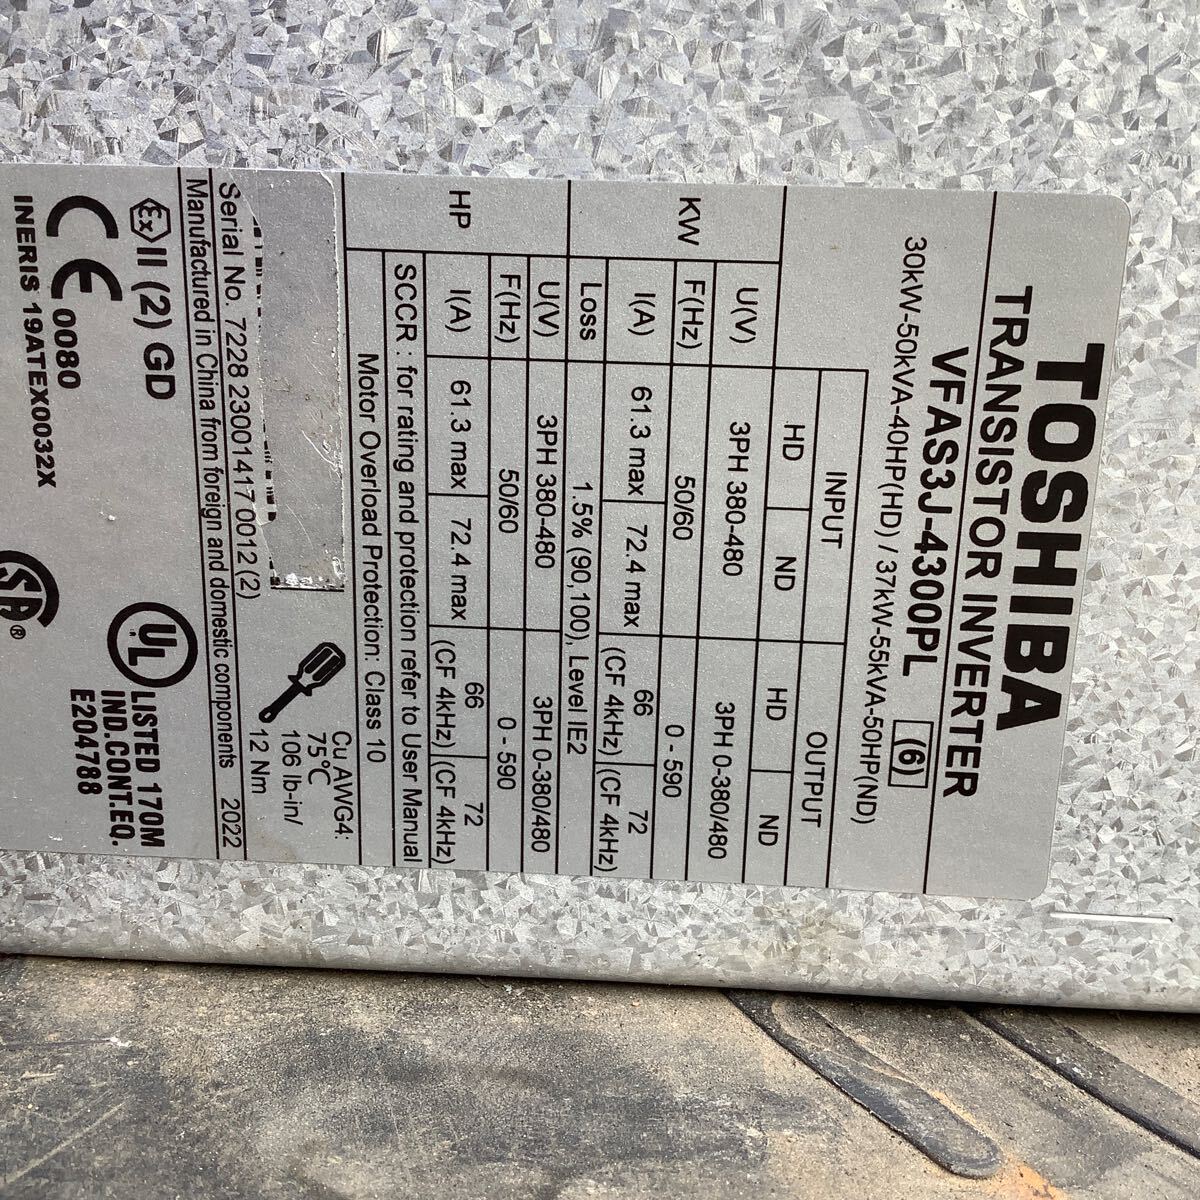 TOSHIBA
TRANSISTOR INVERTER
VFAS3J-4300PL (6)
30kW-50kVA-40HP(HD) / 37kW-55kVA-50HP(ND)
INPUT OUTPUT
HD ND HD ND
KW
U(V) 3PH 380-480 3PH 0-380/480
F(Hz) 50/60 0 - 590
I(A) 61.3 max 72.4 max 66 (CF 4kHz) 72 (CF 4kHz)
Loss 1.5% (90,100), Level IE2
HP
U(V) 3PH 380-480 3PH 0-380/480
F(Hz) 50/60 0 - 590
I(A) 61.3 max 72.4 max 66 (CF 4kHz) 72 (CF 4kHz)
SCCR : for rating and protection refer to User Manual
Motor Overload Protection: Class 10
Cu AWG4:
75℃
106 lb-in/
12 Nm
Serial No. 7228 23001417 0012 (2)
Manufactured in China from foreign and domestic components 2022
Ex II (2) GD
CE 0080
INERIS 19ATEX0032X
UL LISTED 170M
IND.CONT.EQ.
E204788
SA®